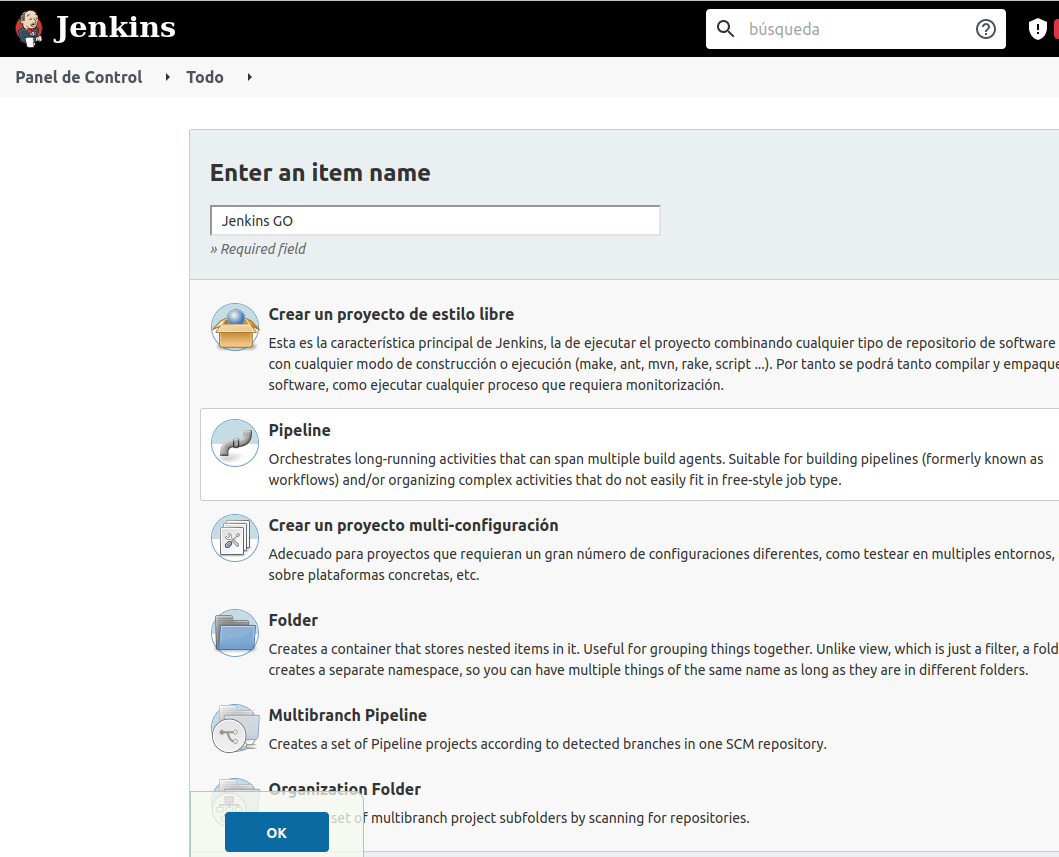 Jenkins
búsqueda
Panel de Control
Todo
Enter an item name
Jenkins GO
» Required field
Crear un proyecto de estilo libre
Esta es la característica principal de Jenkins, la de ejecutar el proyecto combinando cualquier tipo de repositorio de software
con cualquier modo de construcción o ejecución (make, ant, mvn, rake, script ...). Por tanto se podrá tanto compilar y empaque
software, como ejecutar cualquier proceso que requiera monitorización.
Pipeline
Orchestrates long-running activities that can span multiple build agents. Suitable for building pipelines (formerly known as
workflows) and/or organizing complex activities that do not easily fit in free-style job type.
Crear un proyecto multi-configuración
Adecuado para proyectos que requieran un gran número de configuraciones diferentes, como testear en multiples entornos,
sobre plataformas concretas, etc.
Folder
Creates a container that stores nested items in it. Useful for grouping things together. Unlike view, which is just a filter, a fold
creates a separate namespace, so you can have multiple things of the same name as long as they are in different folders.
Multibranch Pipeline
Creates a set of Pipeline projects according to detected branches in one SCM repository.
Organization Folder
set of multibranch project subfolders by scanning for repositories.
OK